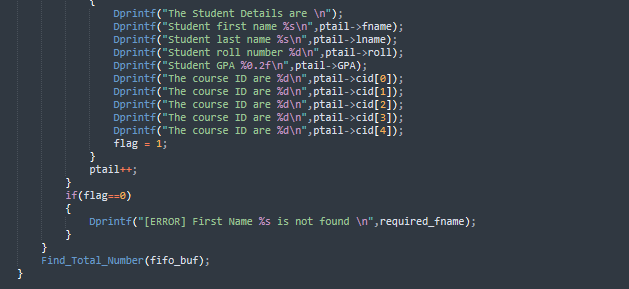 {
Dprintf("The Student Details are \n");
Dprintf("Student first name %s\n",ptail->fname);
Dprintf("Student last name %s\n",ptail->lname);
Dprintf("Student roll number %d\n",ptail->roll);
Dprintf("Student GPA %0.2f\n",ptail->GPA);
Dprintf("The course ID are %d\n",ptail->cid[0]);
Dprintf("The course ID are %d\n",ptail->cid[1]);
Dprintf("The course ID are %d\n",ptail->cid[2]);
Dprintf("The course ID are %d\n",ptail->cid[3]);
Dprintf("The course ID are %d\n",ptail->cid[4]);
flag = 1;
}
ptail++;
}
if(flag==0)
{
Dprintf("[ERROR] First Name %s is not found \n",required_fname);
}
}
Find_Total_Number(fifo_buf);
}